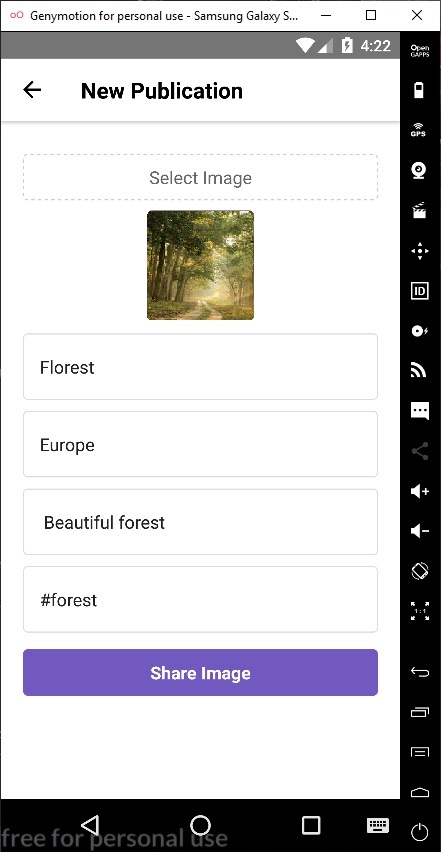 Genymotion for personal use - Samsung Galaxy S...
4:22
Open
GAPPS
New Publication
GPS
Select Image
ID
Florest
Europe
Beautiful forest
#forest
1:1
Share Image
free for personal use